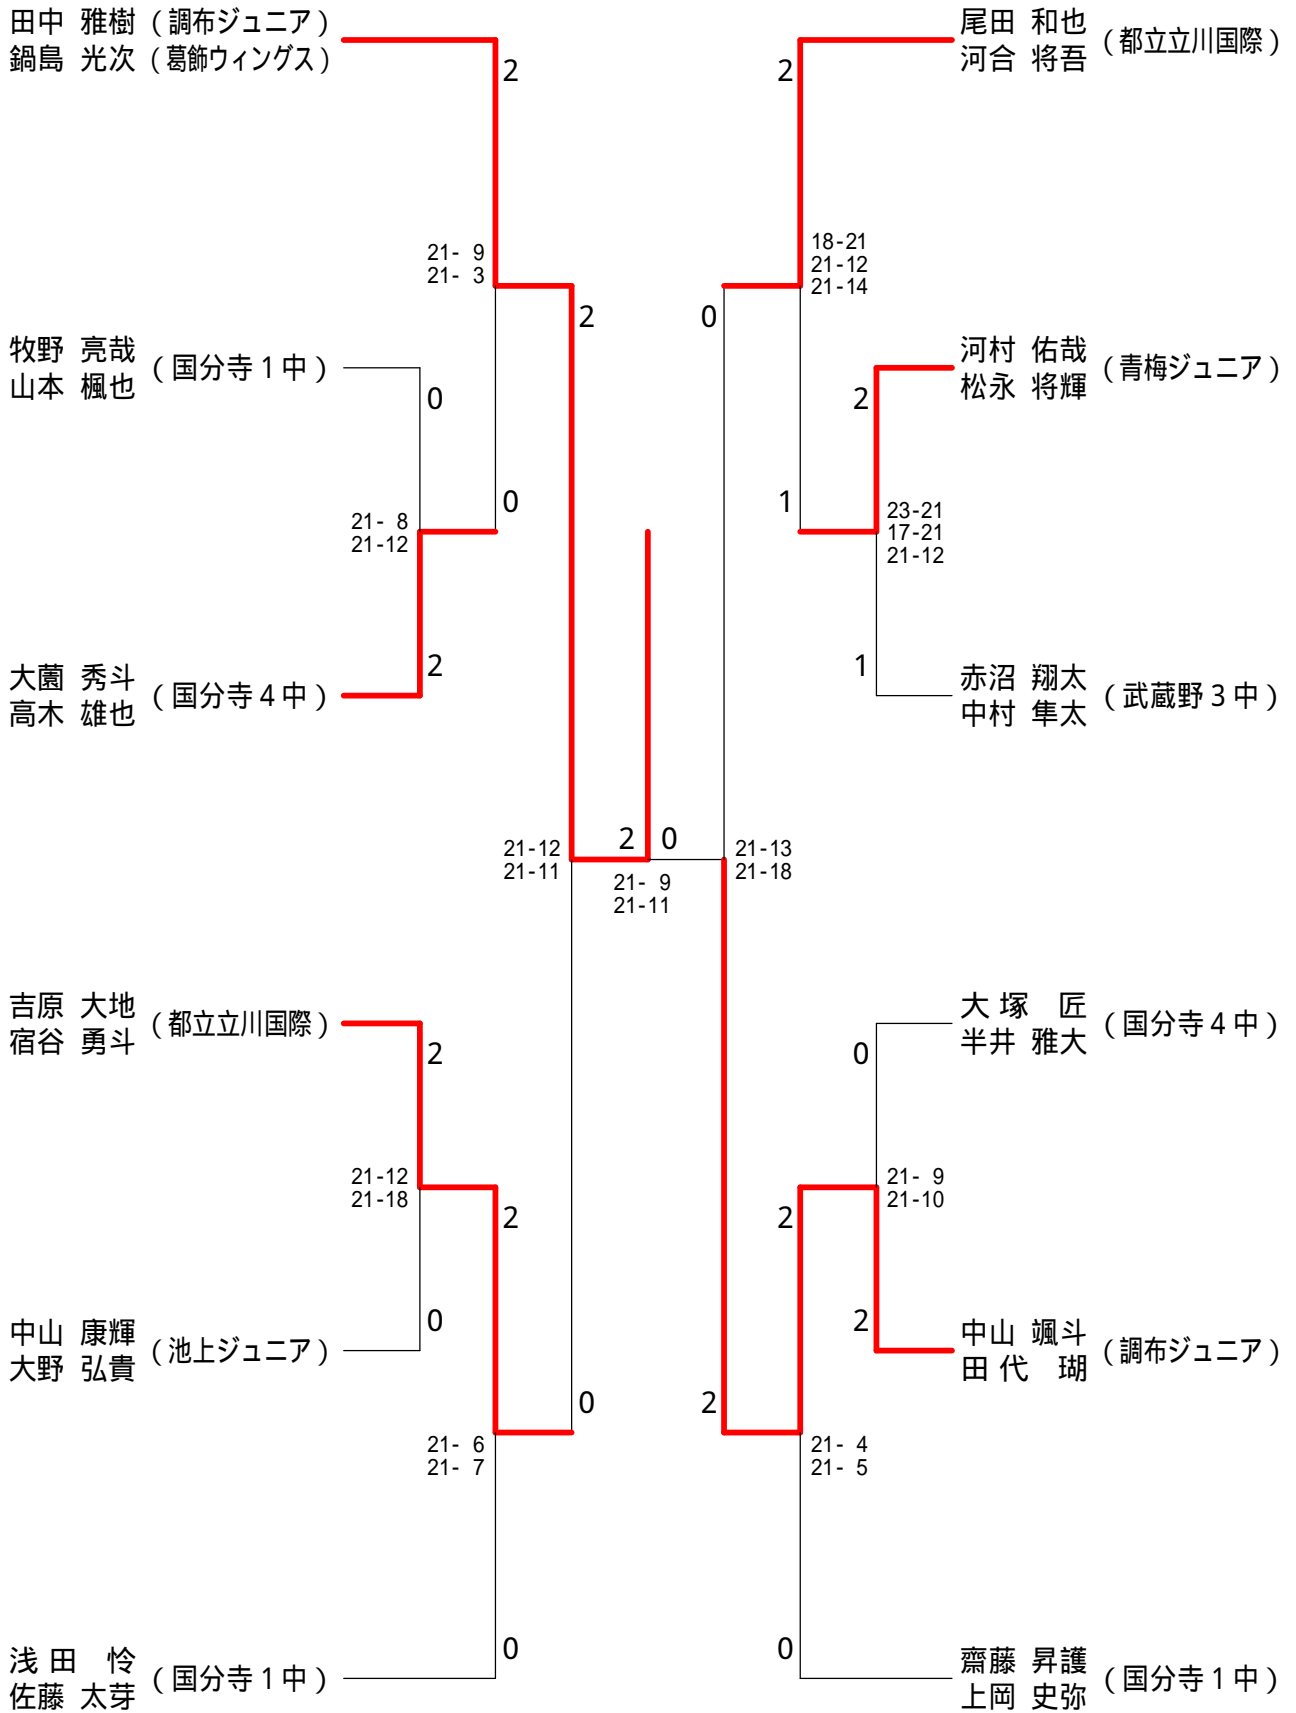 田中 雅樹 (調布ジュニア)
鍋島 光次 (葛飾ウィングス)
2
21- 9
21- 3
2
牧野 亮哉
山本 楓也
(国分寺1中)
0
0
21- 8
21-12
大薗 秀斗
高木 雄也
(国分寺4中)
2
21-12
21-11
吉原 大地
宿谷 勇斗
(都立立川国際)
2
21-12
21-18
2
中山 康輝
大野 弘貴
(池上ジュニア)
0
0
21- 6
21- 7
浅田 怜
佐藤 太芽
(国分寺1中)
0
2 0
21- 9
21-11
尾田 和也
河合 将吾
(都立立川国際)
2
18-21
21-12
21-14
0
河村 佑哉
松永 将輝
(青梅ジュニア)
2
1
23-21
17-21
21-12
赤沼 翔太
中村 隼太
(武蔵野3中)
1
21-13
21-18
大塚 匠
半井 雅大
(国分寺4中)
0
21- 9
21-10
2
中山 颯斗
田代 瑚
(調布ジュニア)
2
2
21- 4
21- 5
齋藤 昇護
上岡 史弥
(国分寺1中)
0